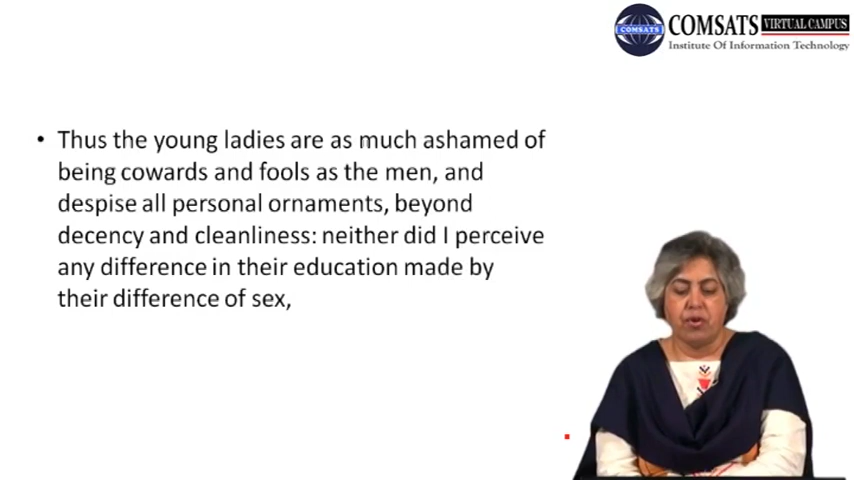 COMSATS
COMSATS VIRTUAL CAMPUS
Institute Of Information Technology
• Thus the young ladies are as much ashamed of
being cowards and fools as the men, and
despise all personal ornaments, beyond
decency and cleanliness: neither did I perceive
any difference in their education made by
their difference of sex,